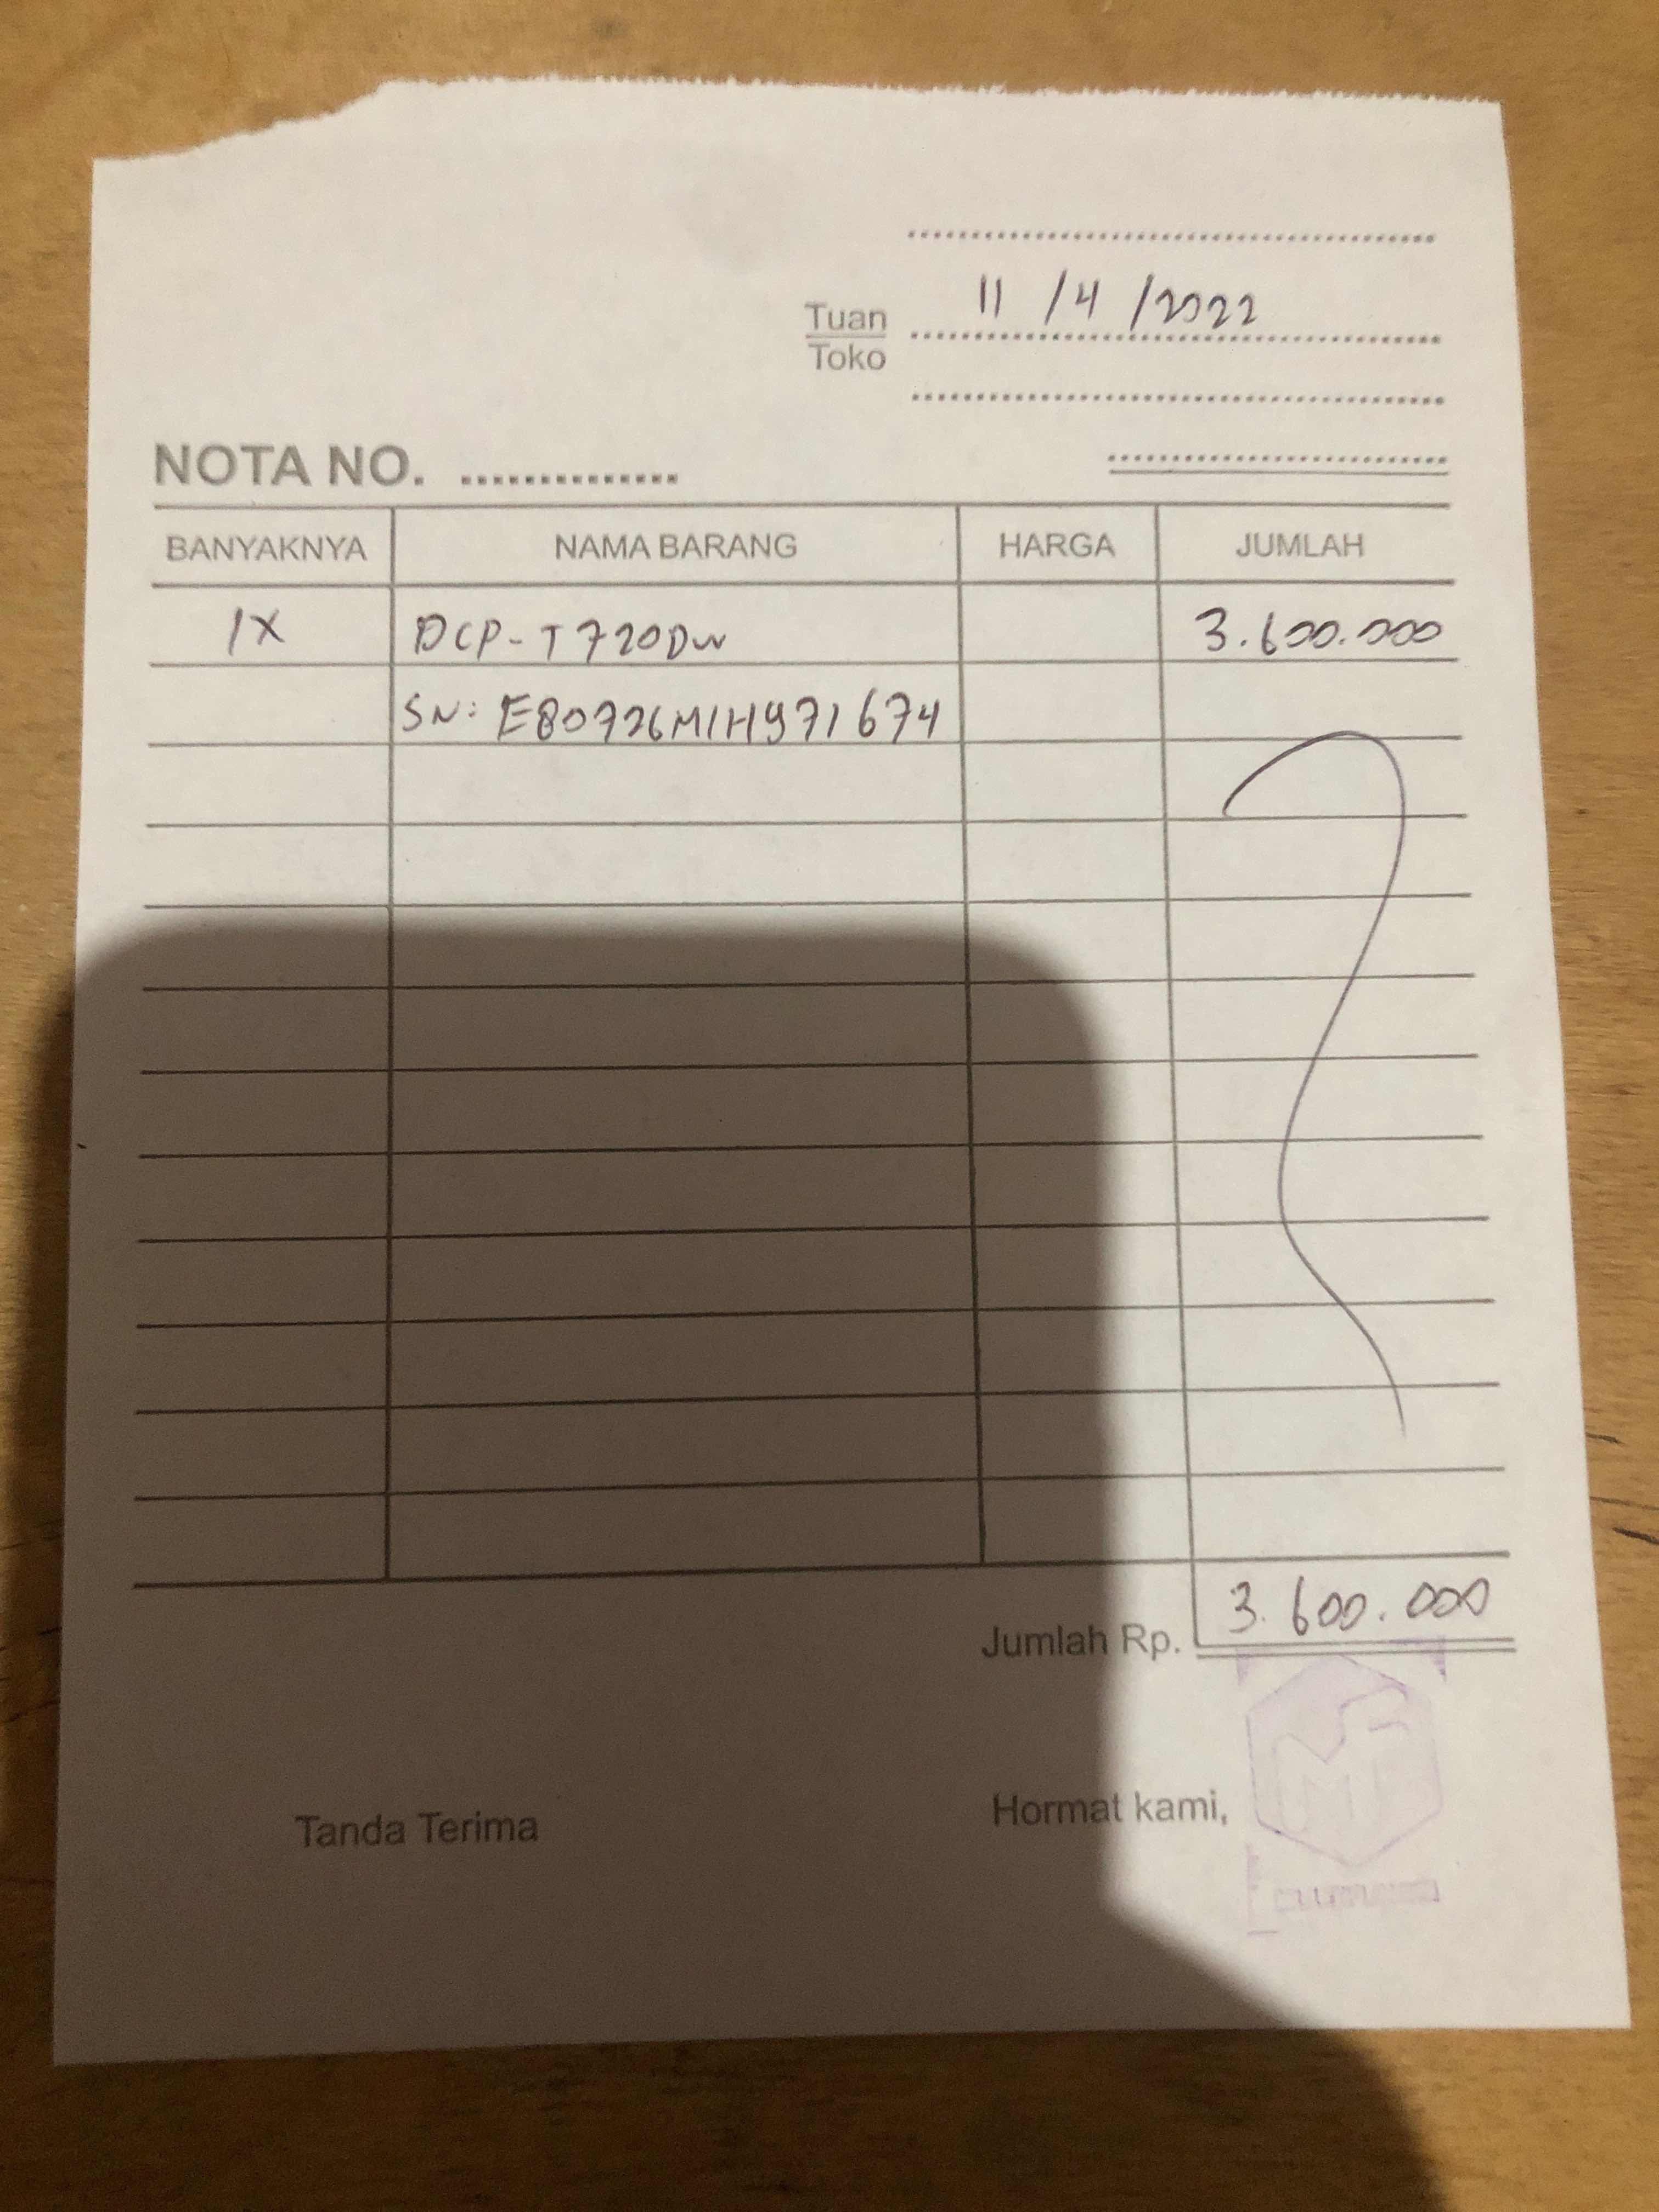 11/4/2022
Tuan
Toko
NOTA NO. ..............
BANYAKNYA NAMA BARANG HARGA JUMLAH
1X DCP-T720DW 3.600.000
SN: E80726M1H971674
Jumlah Rp. 3.600.000
Tanda Terima Hormat kami,